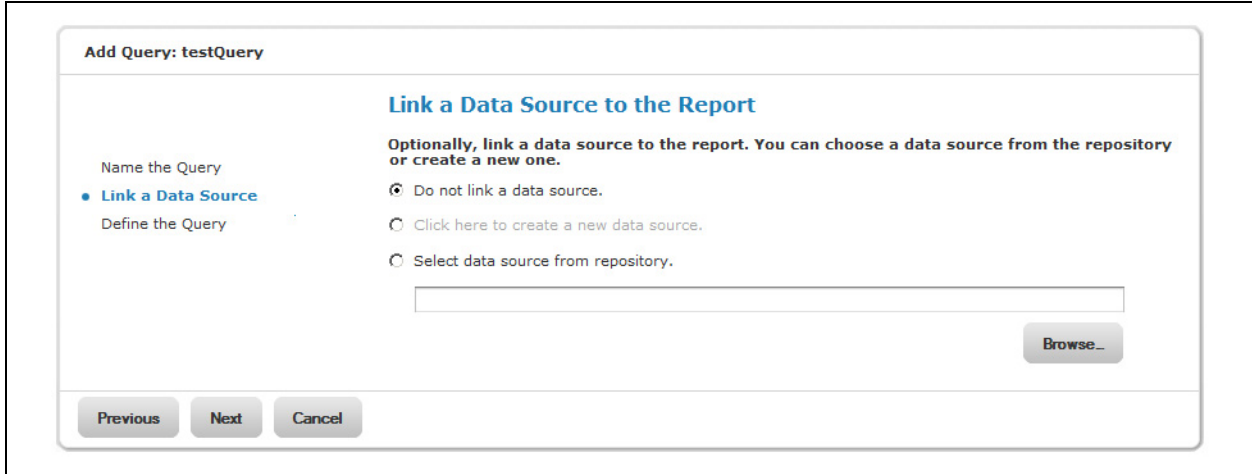 Add Query: testQuery
Link a Data Source to the Report
Optionally, link a data source to the report. You can choose a data source from the repository
or create a new one.
Name the Query
Link a Data Source
Define the Query
Do not link a data source.
Click here to create a new data source.
Select data source from repository.
Browse...
Previous
Next
Cancel